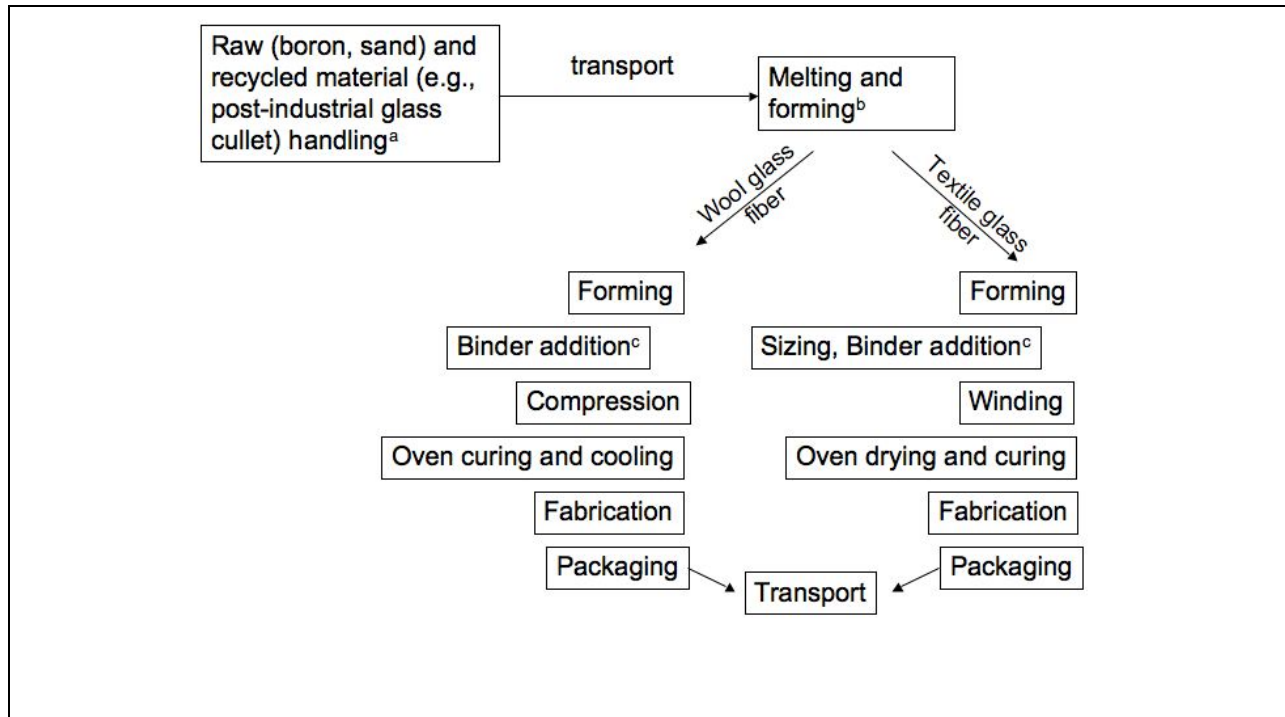 Raw (boron, sand) and
recycled material (e.g.,
post-industrial glass
cullet) handlingᵃ
transport
Melting and
formingᵇ
Wool glass
fiber
Textile glass
fiber
Forming
Binder additionᶜ
Compression
Oven curing and cooling
Fabrication
Packaging
Forming
Sizing, Binder additionᶜ
Winding
Oven drying and curing
Fabrication
Packaging
Transport